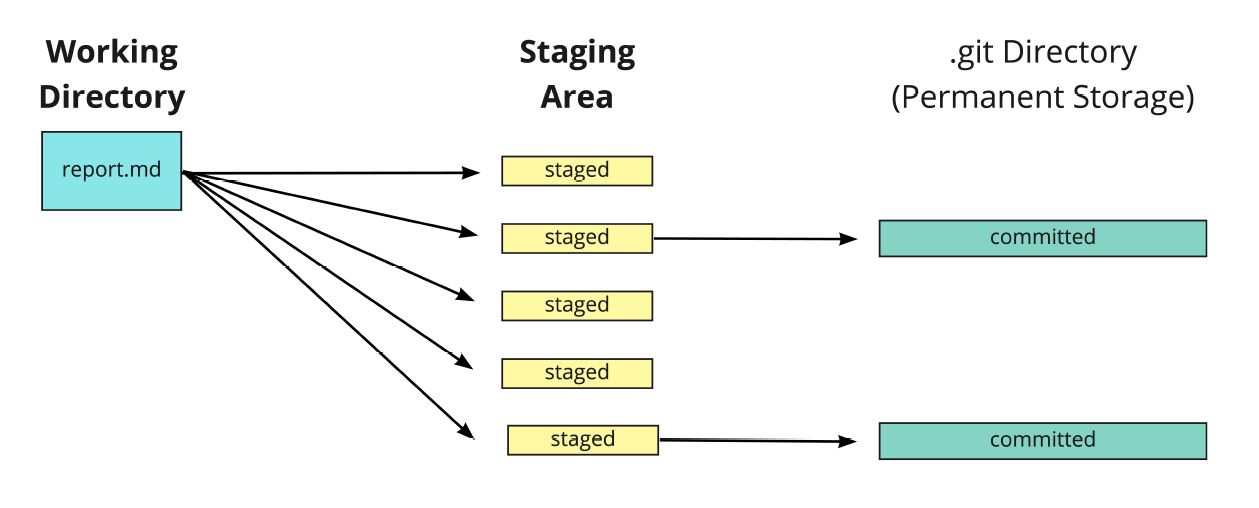 Working
Directory
Staging
Area
.git Directory
(Permanent Storage)
report.md
staged
staged
committed
staged
staged
staged
committed